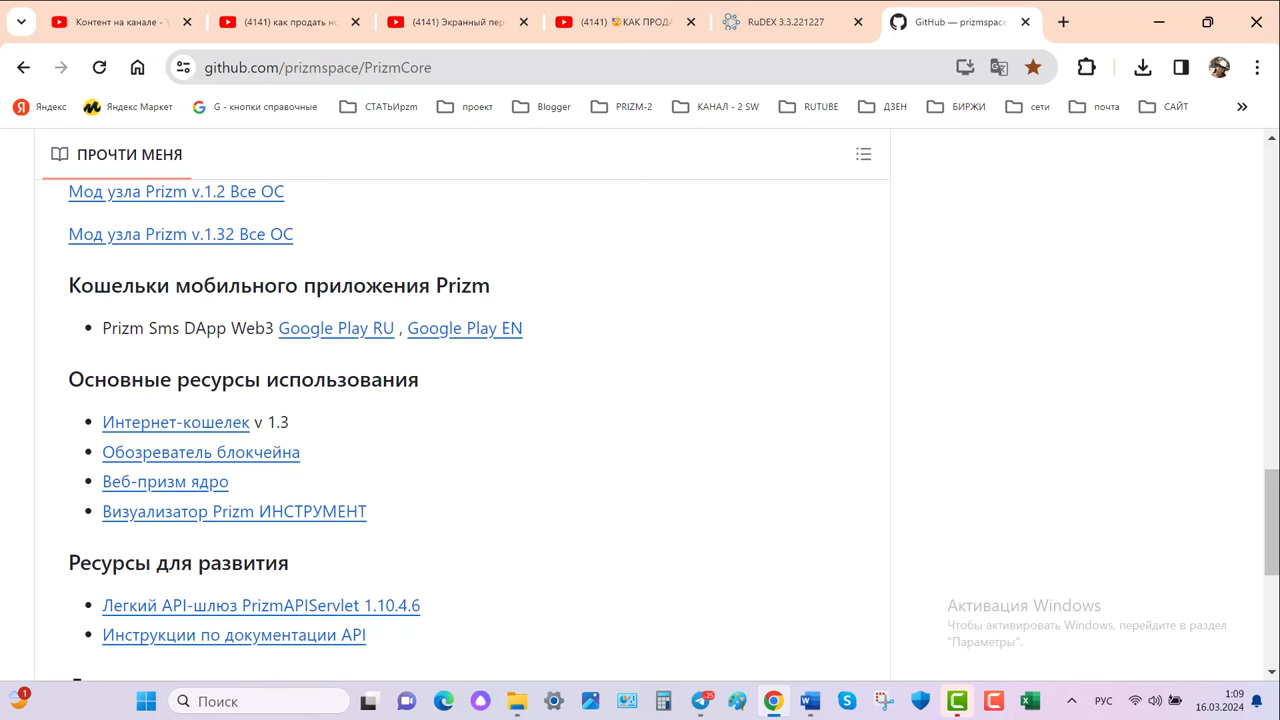 Контент на канале -
(4141) как продать
(4141) Экранный пер
(4141) КАК ПРОДА
RuDEX 3.3.221227
GitHub — prizmspace
github.com/prizmspace/PrizmCore
Яндекс
Яндекс Маркет
G - кнопки справочные
СТАТЬИpzm
проект
Blogger
PRIZM-2
КАНАЛ - 2 SW
RUTUBE
ДЗЕН
БИРЖИ
сети
почта
САЙТ
ПРОЧТИ МЕНЯ
Мод узла Prizm v.1.2 Все ОС
Мод узла Prizm v.1.32 Все ОС
Кошельки мобильного приложения Prizm
Prizm Sms DApp Web3 Google Play RU , Google Play EN
Основные ресурсы использования
Интернет-кошелек v 1.3
Обозреватель блокчейна
Веб-призм ядро
Визуализатор Prizm ИНСТРУМЕНТ
Ресурсы для развития
Легкий API-шлюз PrizmAPIServlet 1.10.4.6
Инструкции по документации API
Активация Windows
Чтобы активировать Windows, перейдите в раздел
"Параметры".
1
Поиск
25
РУС
1:09
16.03.2024